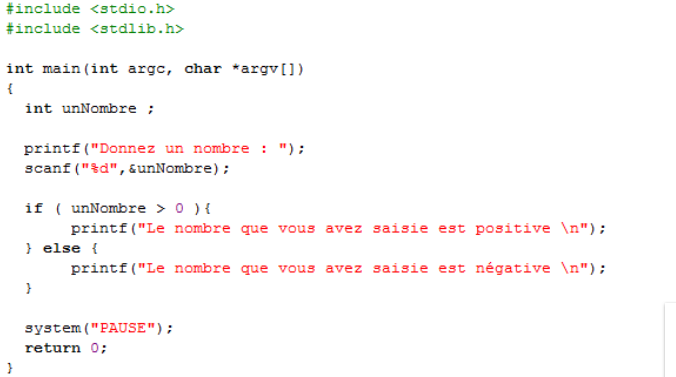 #include <stdio.h>
#include <stdlib.h>
int main(int argc, char *argv[])
{
int unNombre ;
printf("Donnez un nombre : ");
scanf("%d",&unNombre);
if ( unNombre > 0 ){
printf("Le nombre que vous avez saisie est positive \n");
} else {
printf("Le nombre que vous avez saisie est négative \n");
}
system("PAUSE");
return 0;
}